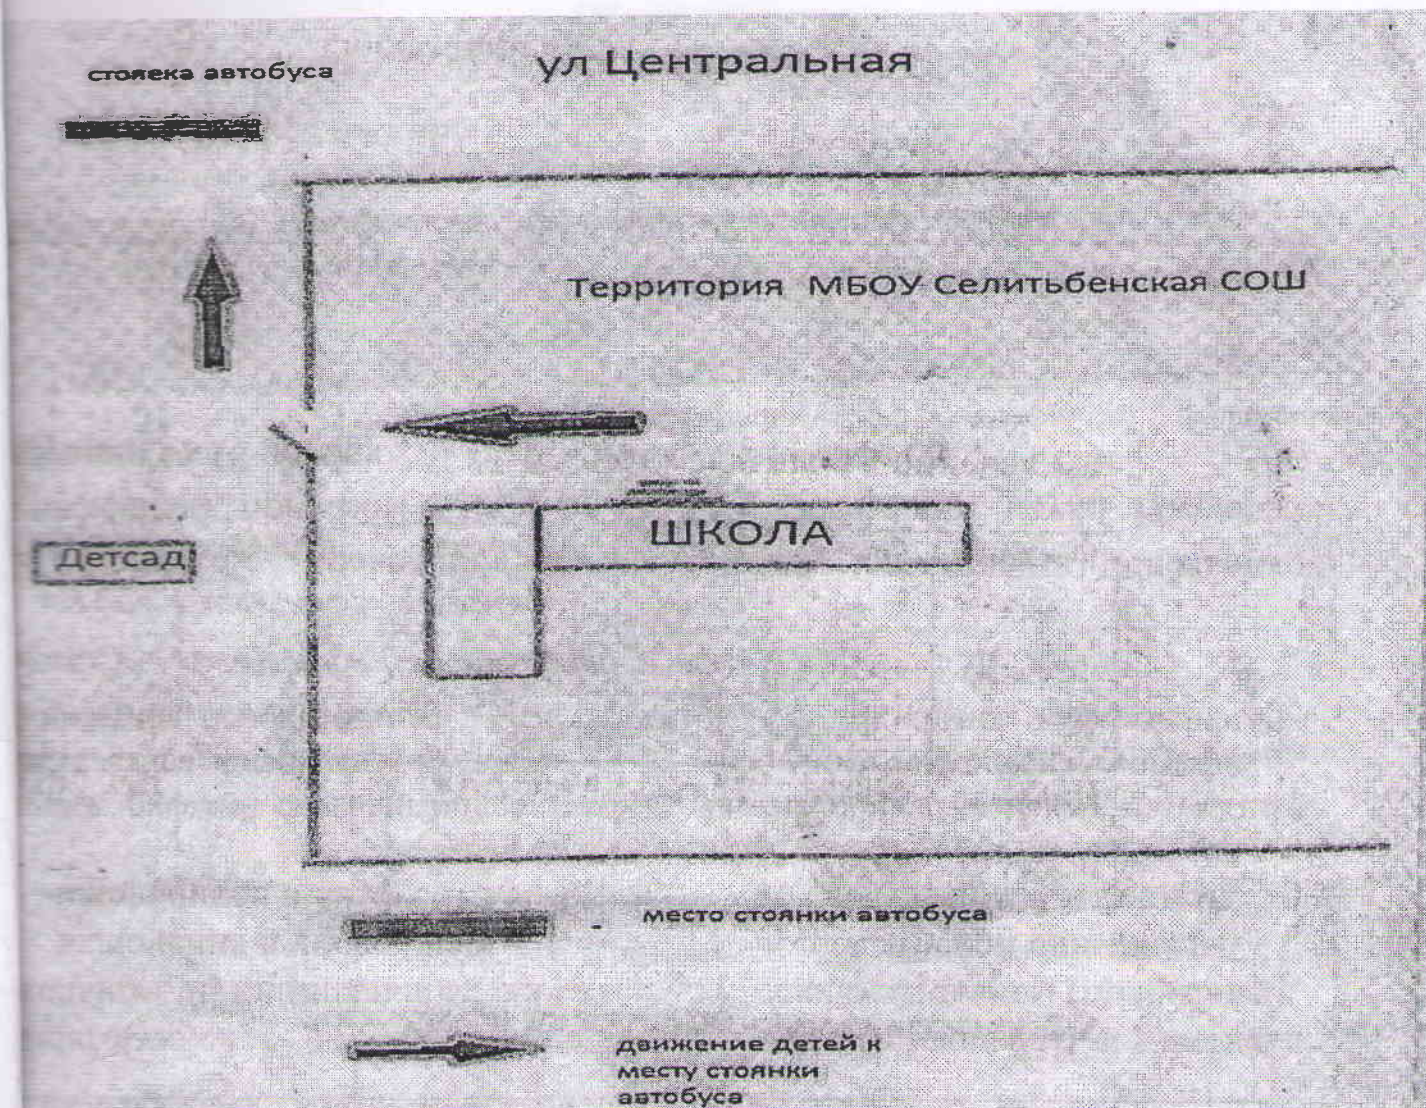 ул Центральная
стоянка автобуса
Территория МБОУ Селитьбенская СОШ
ШКОЛА
Детсад
- место стоянки автобуса
движение детей к
месту стоянки
автобуса